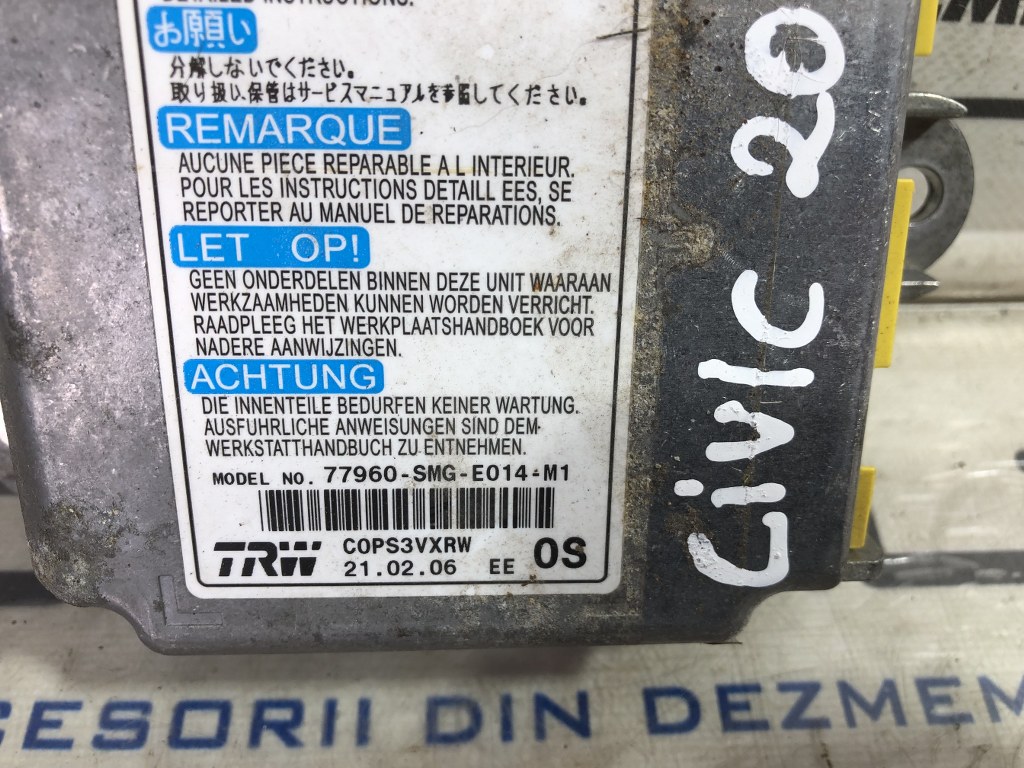 DETAILED INSTRUCTIONS.
お願い
分解しないでください。
取り扱い、保管はサービスマニュアルを参照してください。
REMARQUE
AUCUNE PIECE REPARABLE A L INTERIEUR.
POUR LES INSTRUCTIONS DETAILL EES, SE
REPORTER AU MANUEL DE REPARATIONS.
LET OP!
GEEN ONDERDELEN BINNEN DEZE UNIT WAARAAN
WERKZAAMHEDEN KUNNEN WORDEN VERRICHT.
RAADPLEEG HET WERKPLAATSHANDBOEK VOOR
NADERE AANWIJZINGEN.
ACHTUNG
DIE INNENTEILE BEDURFEN KEINER WARTUNG.
AUSFUHRLICHE ANWEISUNGEN SIND DEM-
WERKSTATTHANDBUCH ZU ENTNEHMEN.
MODEL NO. 77960-SMG-E014-M1
TRW C0PS3VXRW
21.02.06 EE 0S
CIVIC 20
CESORII DIN DEZMEM